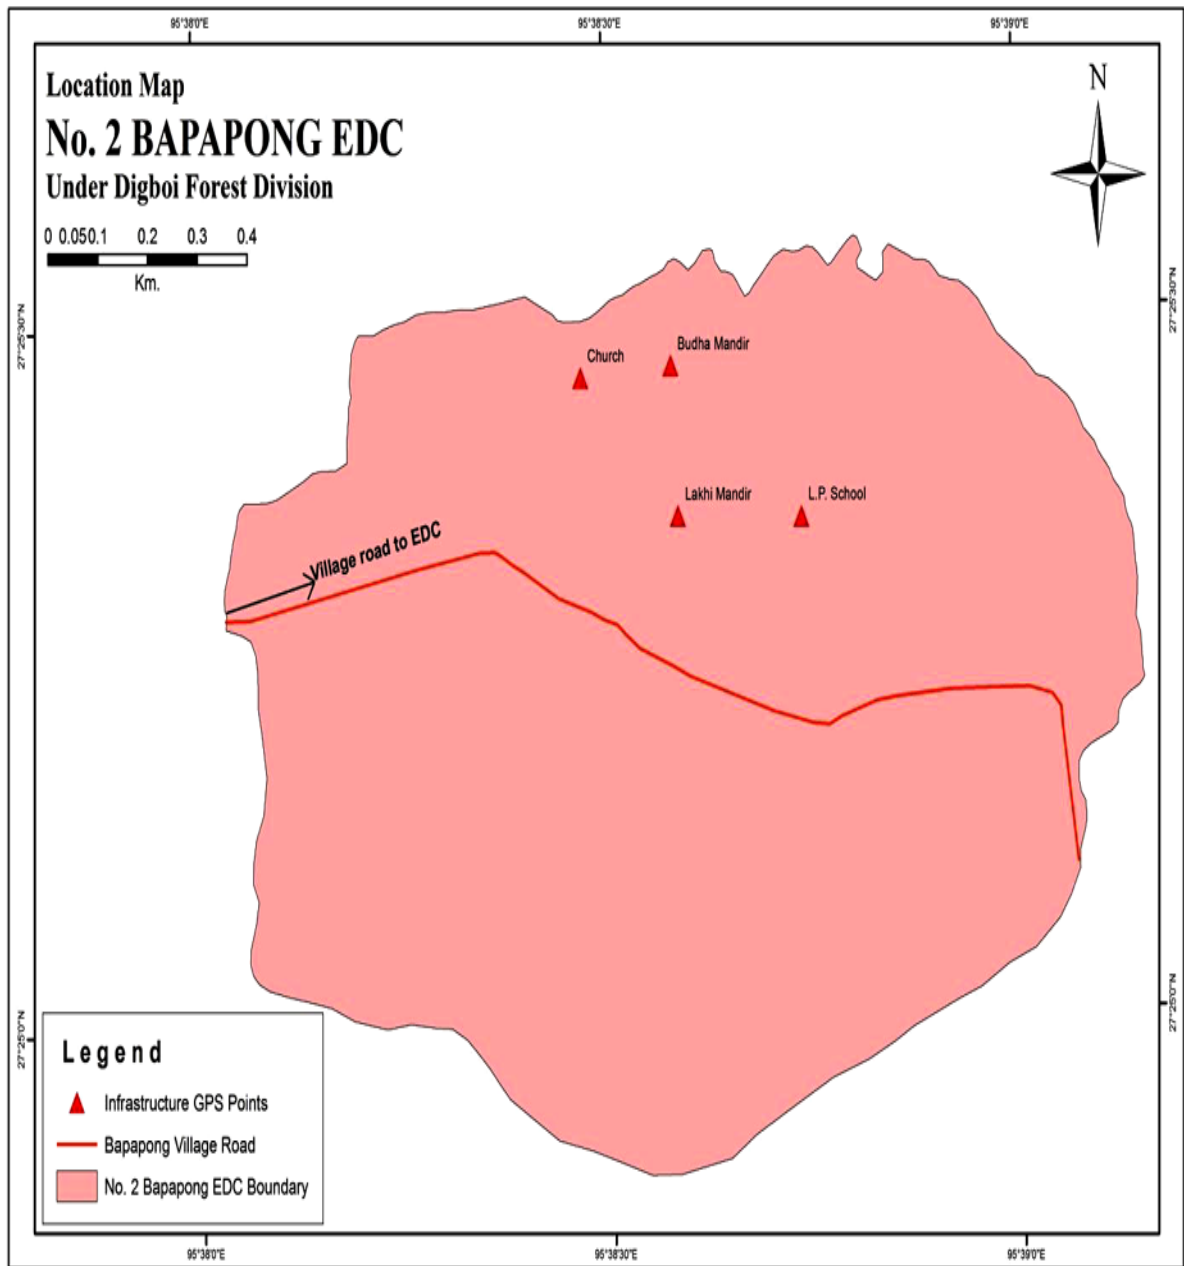 95°38'0"E
95°38'30"E
95°39'0"E
Location Map
No. 2 BAPAPONG EDC
Under Digboi Forest Division
N
0 0.05 0.1 0.2 0.3 0.4
Km.
27°25'30"N
27°25'30"N
Church
Budha Mandir
Lakhi Mandir
L.P. School
Village road to EDC
27°25'0"N
27°25'0"N
Legend
Infrastructure GPS Points
Bapapong Village Road
No. 2 Bapapong EDC Boundary
95°38'0"E
95°38'30"E
95°39'0"E